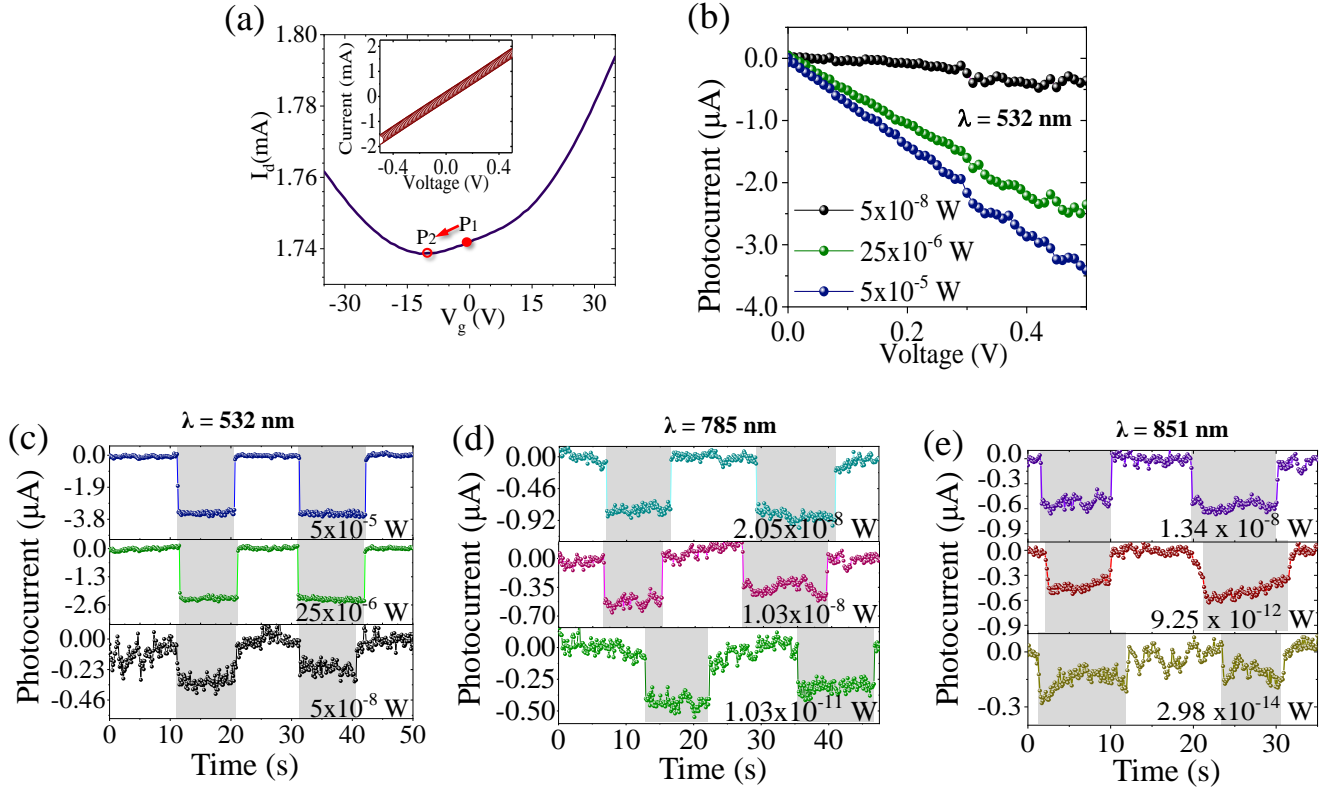 (a)
1.80
1.78
1.76
1.74
I_d(mA)
-30
-15
0
15
30
V_g (V)
P₂
P₁
2
1
0
-1
-2
Current (mA)
-0.4
0.0
0.4
Voltage (V)
(b)
0.0
-1.0
-2.0
-3.0
-4.0
Photocurrent (μA)
λ = 532 nm
5x10⁻⁸ W
25x10⁻⁶ W
5x10⁻⁵ W
0.0
0.2
0.4
Voltage (V)
(c)
λ = 532 nm
Photocurrent (μA)
0.0
-1.9
-3.8
5x10⁻⁵ W
0.0
-1.3
-2.6
25x10⁻⁶ W
0.00
-0.23
-0.46
5x10⁻⁸ W
0
10
20
30
40
50
Time (s)
(d)
λ = 785 nm
Photocurrent (μA)
0.00
-0.46
-0.92
2.05x10⁻⁸ W
0.00
-0.35
-0.70
1.03x10⁻⁸ W
0.00
-0.25
-0.50
1.03x10⁻¹¹ W
0
10
20
30
40
Time (s)
(e)
λ = 851 nm
Photocurrent (μA)
0.0
-0.3
-0.6
-0.9
1.34 x 10⁻⁸ W
0.0
-0.3
-0.6
-0.9
9.25 x 10⁻¹² W
0.0
-0.3
2.98 x10⁻¹⁴ W
0
10
20
30
Time (s)